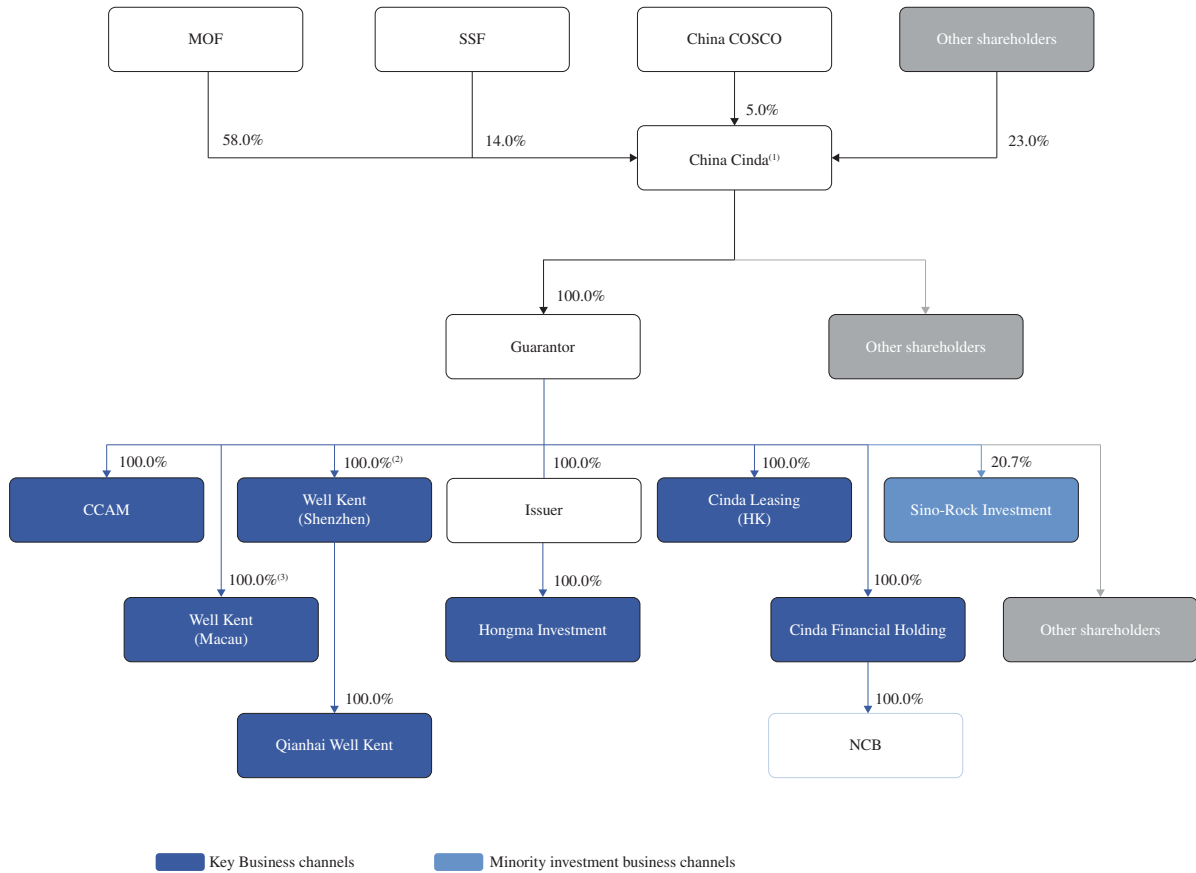 MOF
SSF
China COSCO
Other shareholders
58.0%
14.0%
5.0%
23.0%
China Cinda(1)
100.0%
Guarantor
Other shareholders
100.0%
100.0%(2)
100.0%
100.0%
20.7%
CCAM
Well Kent
(Shenzhen)
Issuer
Cinda Leasing
(HK)
Sino-Rock Investment
100.0%(3)
100.0%
100.0%
Well Kent
(Macau)
Hongma Investment
Cinda Financial Holding
Other shareholders
100.0%
100.0%
Qianhai Well Kent
NCB
Key Business channels
Minority investment business channels